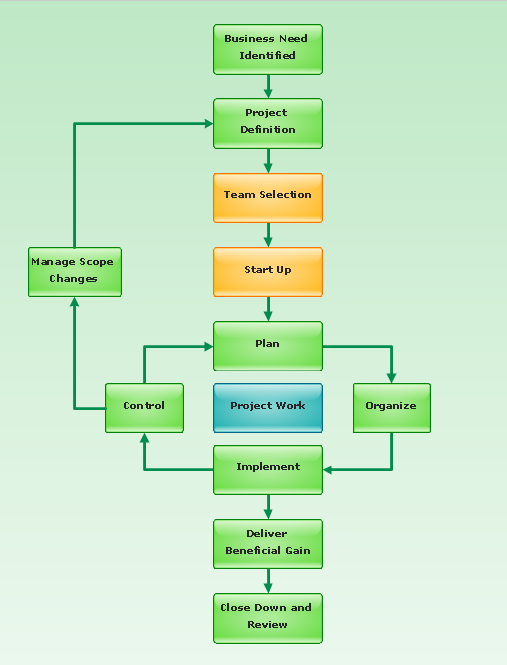 Business Need
Identified
Project
Definition
Team Selection
Manage Scope
Changes
Start Up
Plan
Control
Project Work
Organize
Implement
Deliver
Beneficial Gain
Close Down and
Review